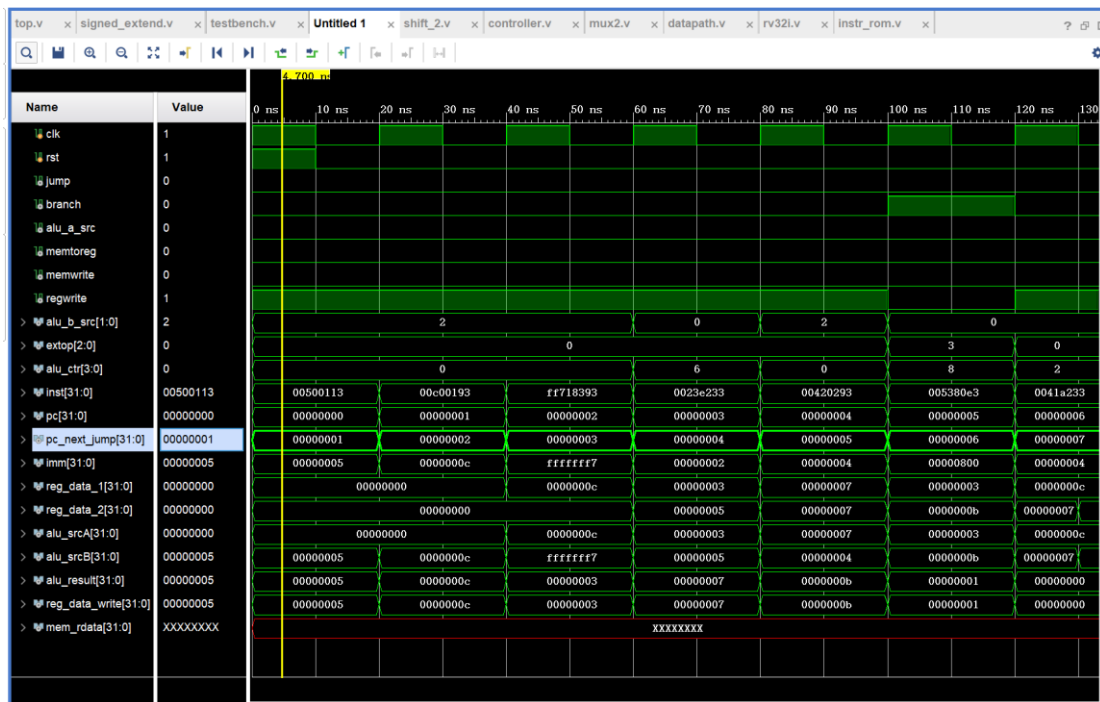 top.v × signed_extend.v × testbench.v × Untitled 1 × shift_2.v × controller.v × mux2.v × datapath.v × rv32i.v × instr_rom.v × ?
4.700 ns
Name Value 0 ns 10 ns 20 ns 30 ns 40 ns 50 ns 60 ns 70 ns 80 ns 90 ns 100 ns 110 ns 120 ns 130
clk 1
rst 1
jump 0
branch 0
alu_a_src 0
memtoreg 0
memwrite 0
regwrite 1
alu_b_src[1:0] 2 2 0 2 0
extop[2:0] 0 0 3 0
alu_ctr[3:0] 0 0 6 0 8 2
inst[31:0] 00500113 00500113 00c00193 ff718393 0023e233 00420293 005380e3 0041a233
pc[31:0] 00000000 00000000 00000001 00000002 00000003 00000004 00000005 00000006
pc_next_jump[31:0] 00000001 00000001 00000002 00000003 00000004 00000005 00000006 00000007
imm[31:0] 00000005 00000005 0000000c fffffff7 00000002 00000004 00000800 00000004
reg_data_1[31:0] 00000000 00000000 0000000c 00000003 00000007 00000003 0000000c
reg_data_2[31:0] 00000000 00000000 00000005 00000007 0000000b 00000007
alu_srcA[31:0] 00000000 00000000 0000000c 00000003 00000007 00000003 0000000c
alu_srcB[31:0] 00000005 00000005 0000000c fffffff7 00000005 00000004 0000000b 00000007
alu_result[31:0] 00000005 00000005 0000000c 00000003 00000007 0000000b 00000001 00000000
reg_data_write[31:0] 00000005 00000005 0000000c 00000003 00000007 0000000b 00000001 00000000
mem_rdata[31:0] XXXXXXXX XXXXXXXX